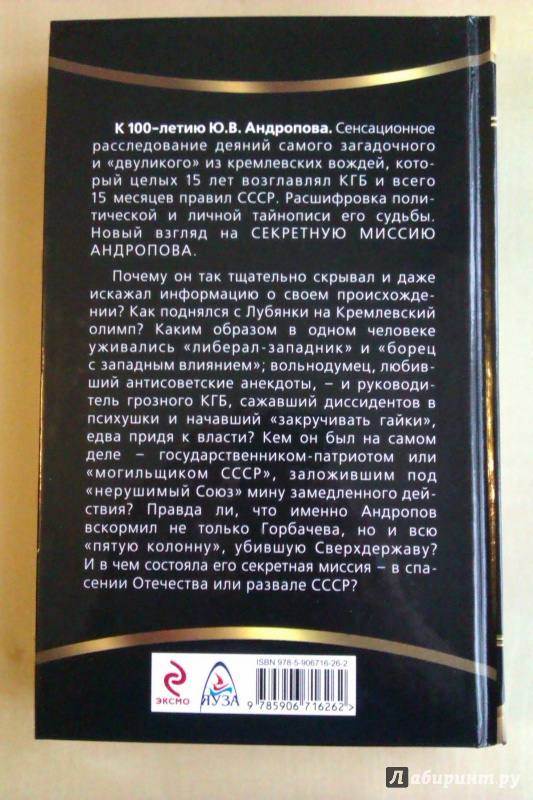 К 100-летию Ю.В. Андропова. Сенсационное
расследование деяний самого загадочного
и «двуликого» из кремлевских вождей, кото-
рый целых 15 лет возглавлял КГБ и всего
15 месяцев правил СССР. Расшифровка поли-
тической и личной тайнописи его судьбы.
Новый взгляд на СЕКРЕТНУЮ МИССИЮ
АНДРОПОВА.
Почему он так тщательно скрывал и даже
искажал информацию о своем происхожде-
нии? Как поднялся с Лубянки на Кремлевский
олимп? Каким образом в одном человеке
уживались «либерал-западник» и «борец
с западным влиянием»; вольнодумец, любив-
ший антисоветские анекдоты, – и руководи-
тель грозного КГБ, сажавший диссидентов в
психушки и начавший «закручивать гайки»,
едва придя к власти? Кем он был на самом
деле – государственником-патриотом или
«могильщиком СССР», заложившим под
«нерушимый Союз» мину замедленного дей-
ствия? Правда ли, что именно Андропов
вскормил не только Горбачева, но и всю
«пятую колонну», убившую Сверхдержаву?
И в чем состояла его секретная миссия – в спа-
сении Отечества или развале СССР?
ЭКСМО
ЯУЗА
ISBN 978-5-906716-26-2
9 785906 716262 >
Лабиринт.ру